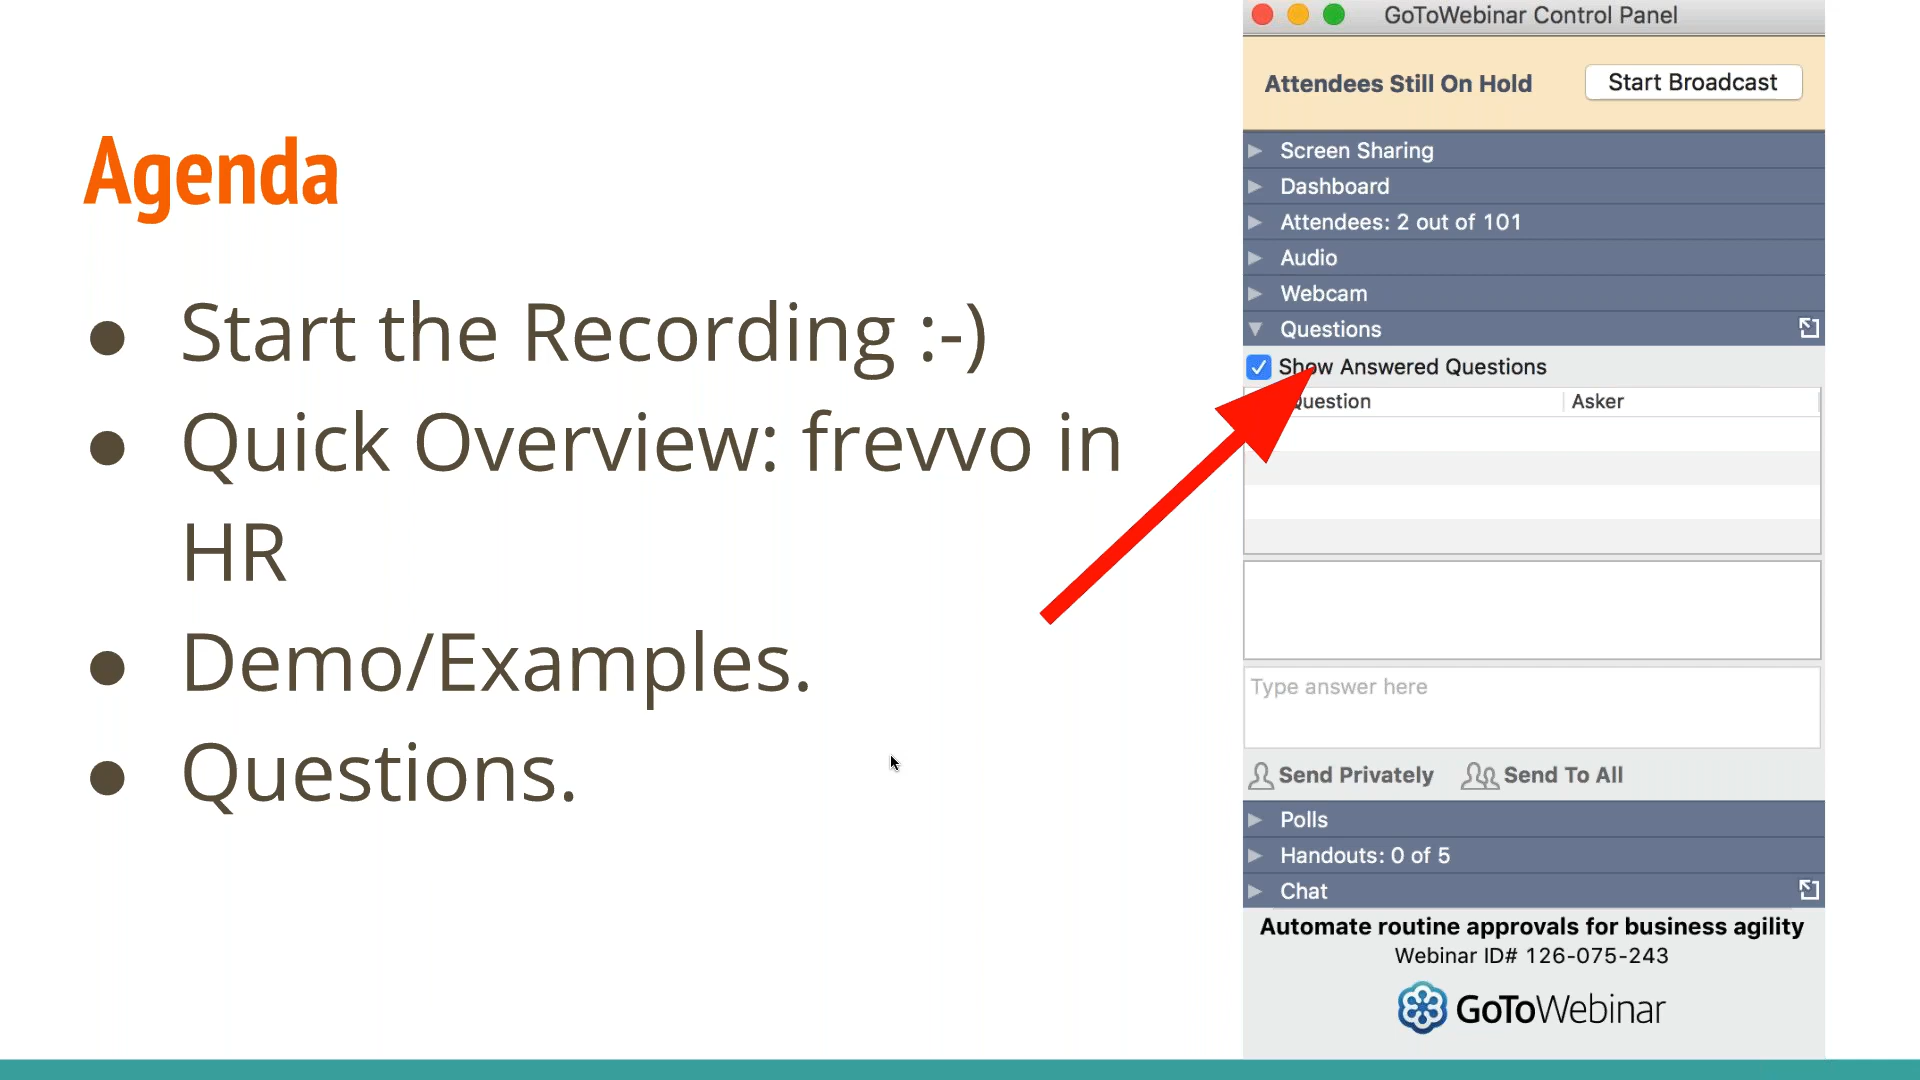 Agenda
● Start the Recording :-)
● Quick Overview: frevvo in
HR
● Demo/Examples.
● Questions.
GoToWebinar Control Panel
Attendees Still On Hold
Start Broadcast
Screen Sharing
Dashboard
Attendees: 2 out of 101
Audio
Webcam
Questions
Show Answered Questions
Question Asker
Type answer here
Send Privately Send To All
Polls
Handouts: 0 of 5
Chat
Automate routine approvals for business agility
Webinar ID# 126-075-243
GoToWebinar